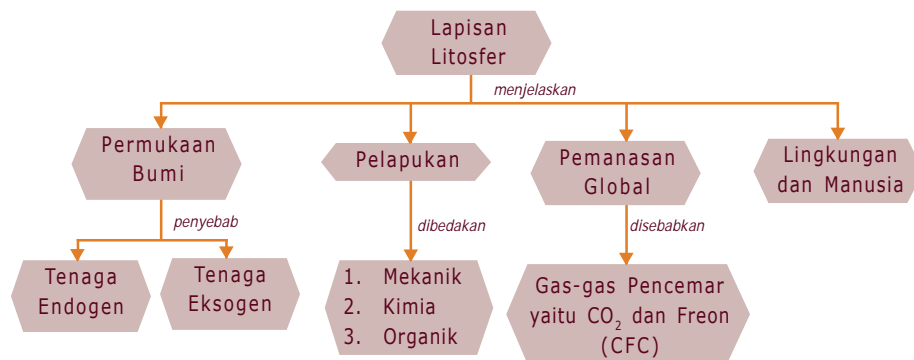 Lapisan
Litosfer
menjelaskan
Permukaan
Bumi
Pelapukan
Pemanasan
Global
Lingkungan
dan Manusia
penyebab
dibedakan
disebabkan
Tenaga
Endogen
Tenaga
Eksogen
1. Mekanik
2. Kimia
3. Organik
Gas-gas Pencemar
yaitu CO₂ dan Freon
(CFC)